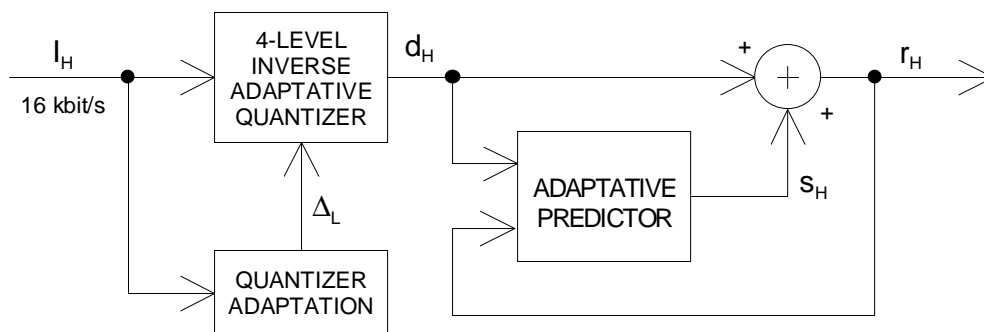 I_H
16 kbit/s
4-LEVEL
INVERSE
ADAPTATIVE
QUANTIZER
d_H
+
+
+
r_H
ADAPTATIVE
PREDICTOR
s_H
Δ_L
QUANTIZER
ADAPTATION